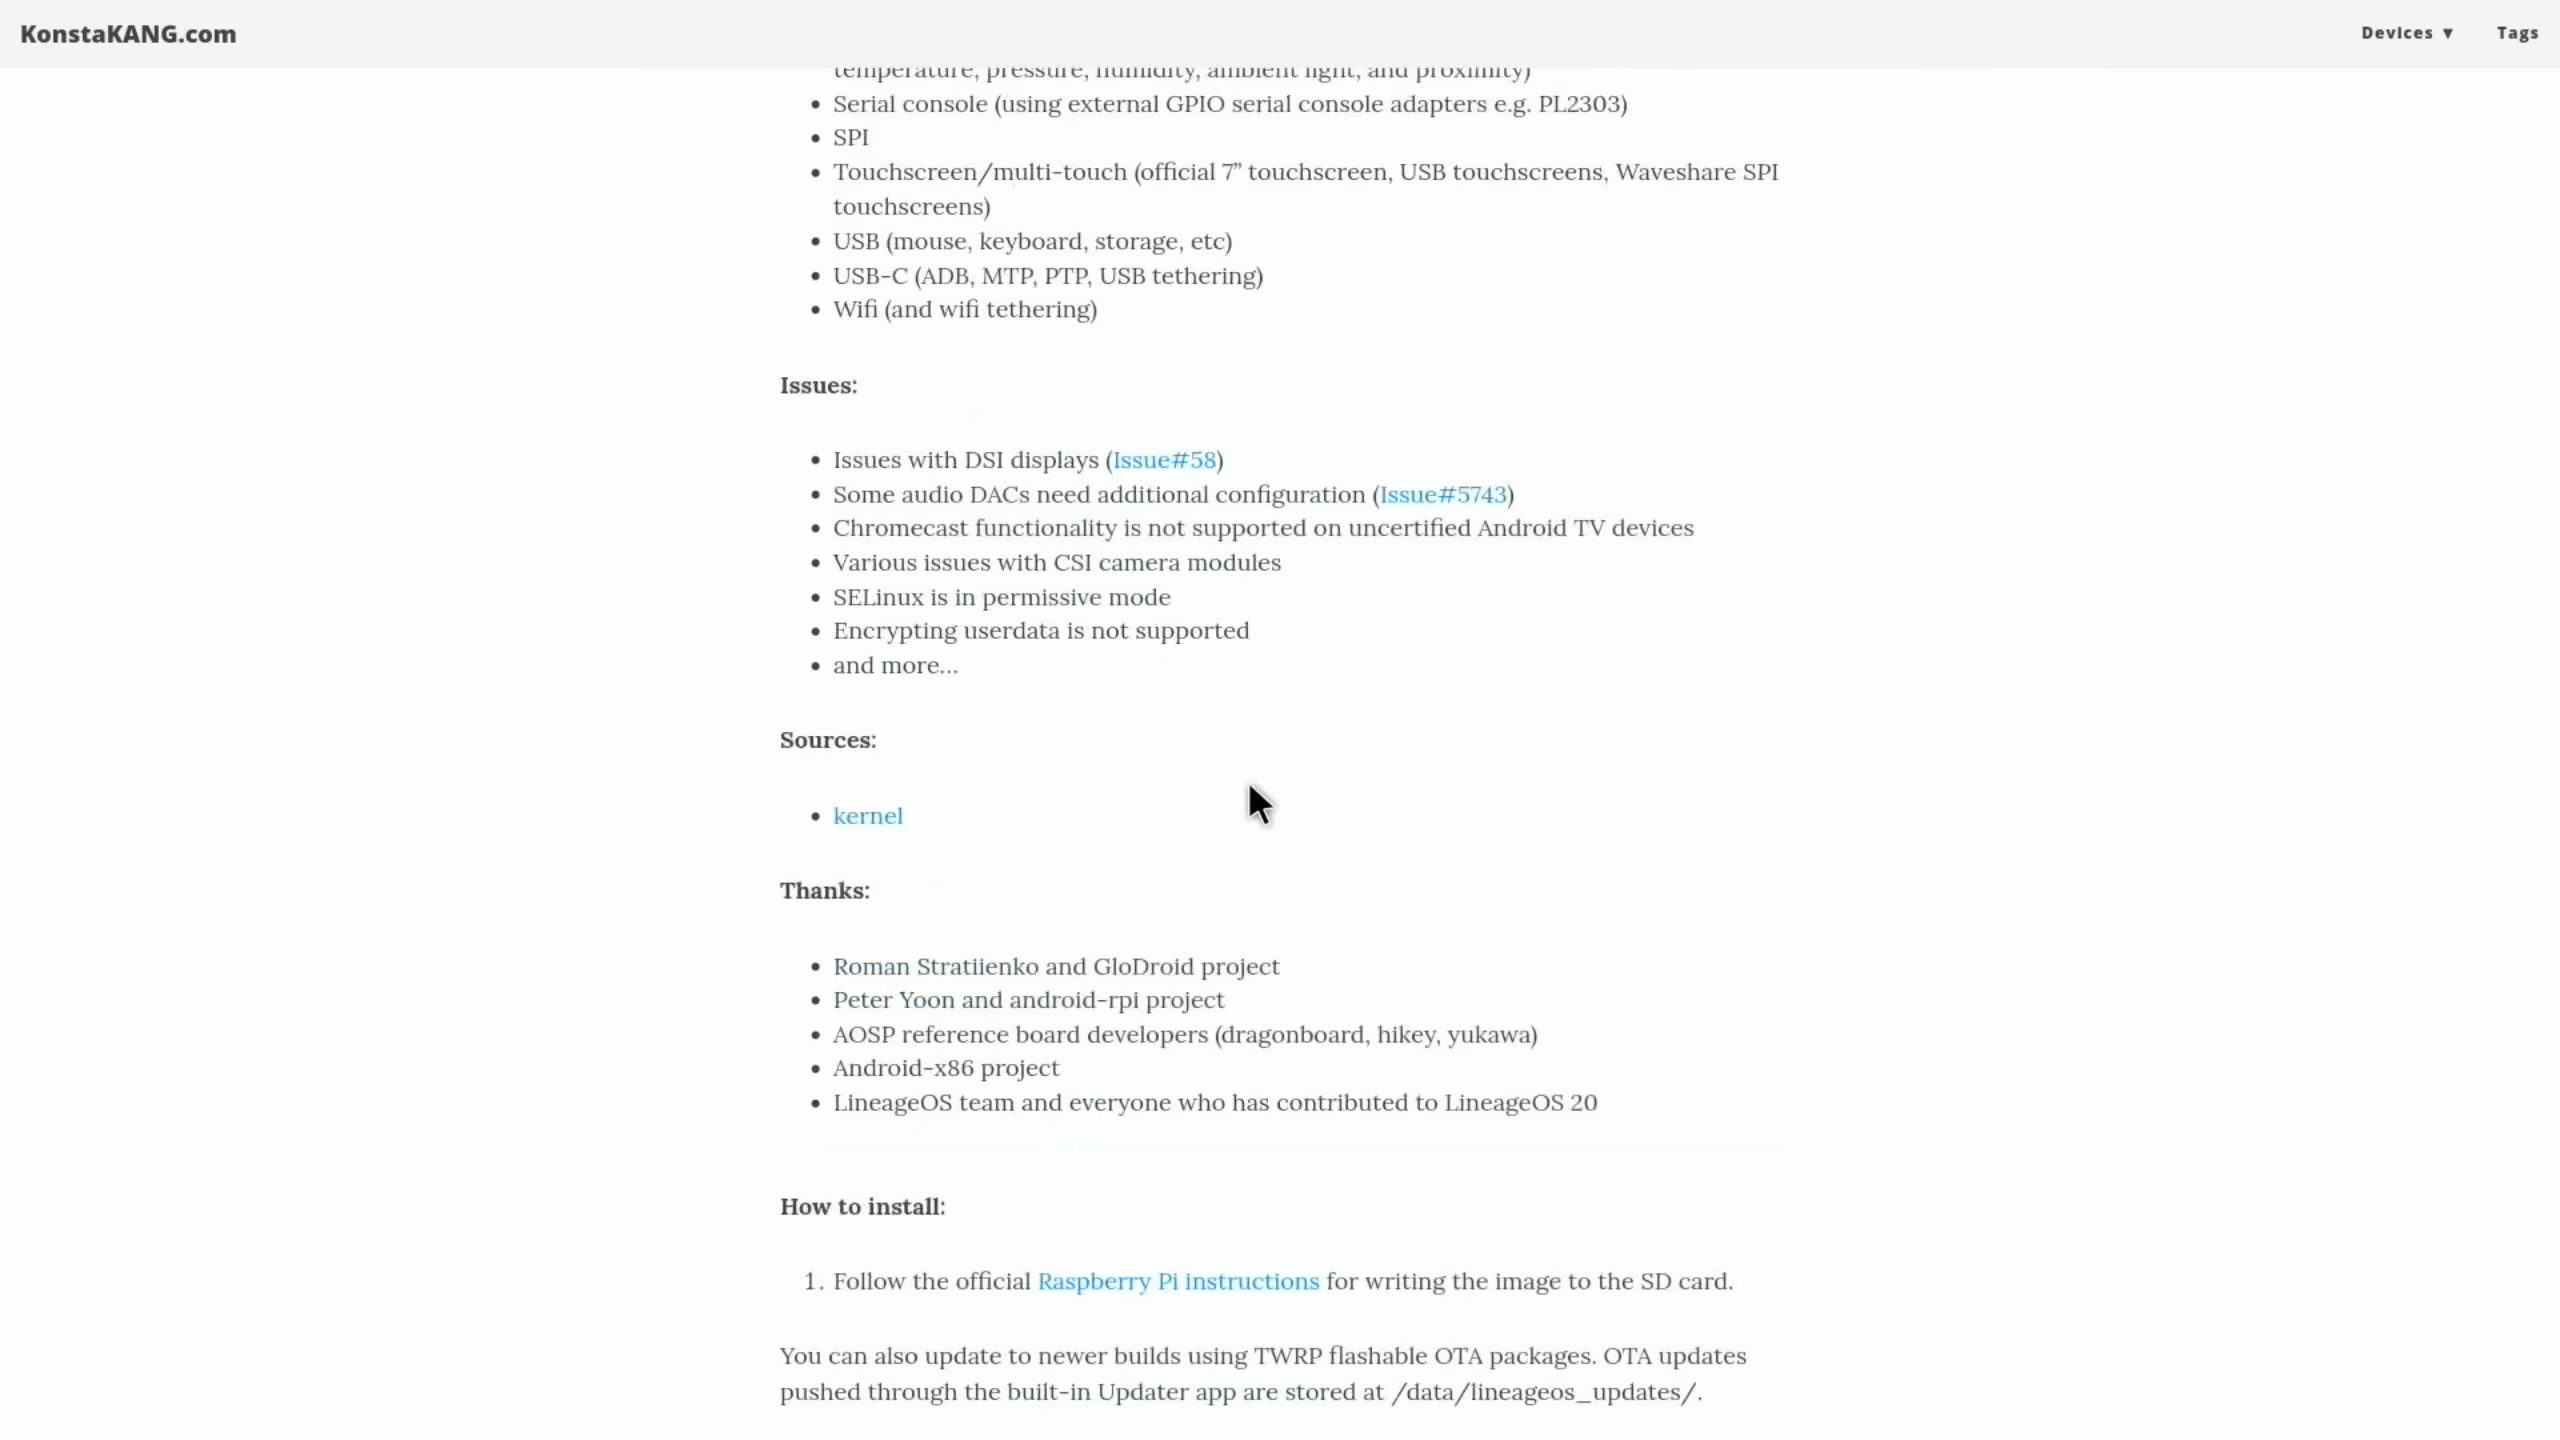 KonstaKANG.com
Devices ▼
Tags
temperature, pressure, humidity, ambient light, and proximity)
• Serial console (using external GPIO serial console adapters e.g. PL2303)
• SPI
• Touchscreen/multi-touch (official 7” touchscreen, USB touchscreens, Waveshare SPI
touchscreens)
• USB (mouse, keyboard, storage, etc)
• USB-C (ADB, MTP, PTP, USB tethering)
• Wifi (and wifi tethering)
Issues:
• Issues with DSI displays (Issue#58)
• Some audio DACs need additional configuration (Issue#5743)
• Chromecast functionality is not supported on uncertified Android TV devices
• Various issues with CSI camera modules
• SELinux is in permissive mode
• Encrypting userdata is not supported
• and more…
Sources:
• kernel
Thanks:
• Roman Stratiienko and GloDroid project
• Peter Yoon and android-rpi project
• AOSP reference board developers (dragonboard, hikey, yukawa)
• Android-x86 project
• LineageOS team and everyone who has contributed to LineageOS 20
How to install:
1. Follow the official Raspberry Pi instructions for writing the image to the SD card.
You can also update to newer builds using TWRP flashable OTA packages. OTA updates
pushed through the built-in Updater app are stored at /data/lineageos_updates/.